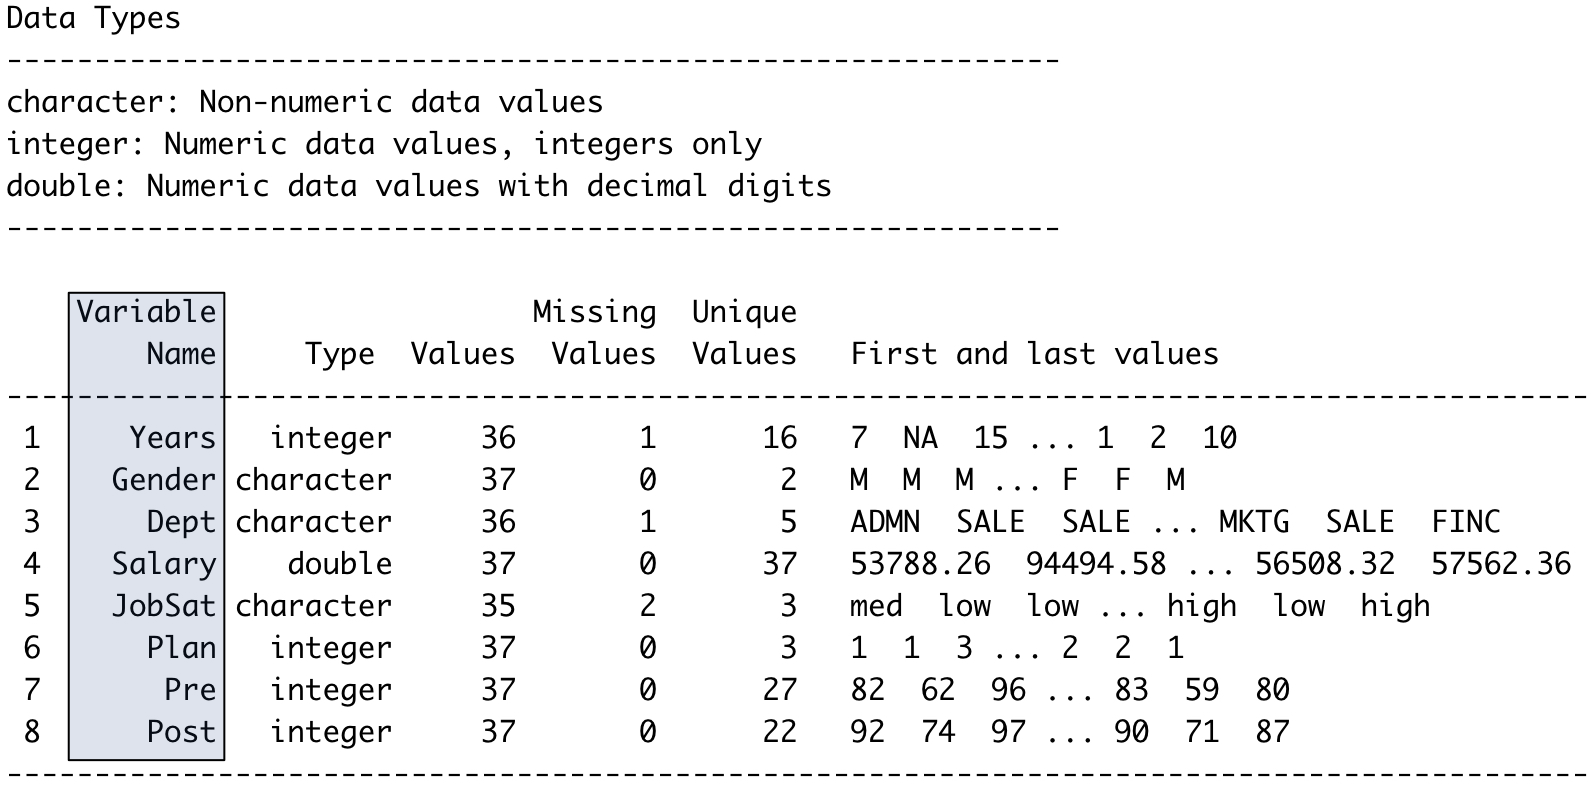 Data Types
------------------------------------------------------------
character: Non-numeric data values
integer: Numeric data values, integers only
double: Numeric data values with decimal digits
------------------------------------------------------------

    Variable                  Missing  Unique
        Name     Type  Values  Values  Values   First and last values
------------------------------------------------------------------------------------------
 1     Years   integer     36       1      16   7  NA  15 ... 1  2  10
 2    Gender character     37       0       2   M  M  M ... F  F  M
 3      Dept character     36       1       5   ADMN  SALE  SALE ... MKTG  SALE  FINC
 4    Salary    double     37       0      37   53788.26  94494.58 ... 56508.32  57562.36
 5    JobSat character     35       2       3   med  low  low ... high  low  high
 6      Plan   integer     37       0       3   1  1  3 ... 2  2  1
 7       Pre   integer     37       0      27   82  62  96 ... 83  59  80
 8      Post   integer     37       0      22   92  74  97 ... 90  71  87
------------------------------------------------------------------------------------------